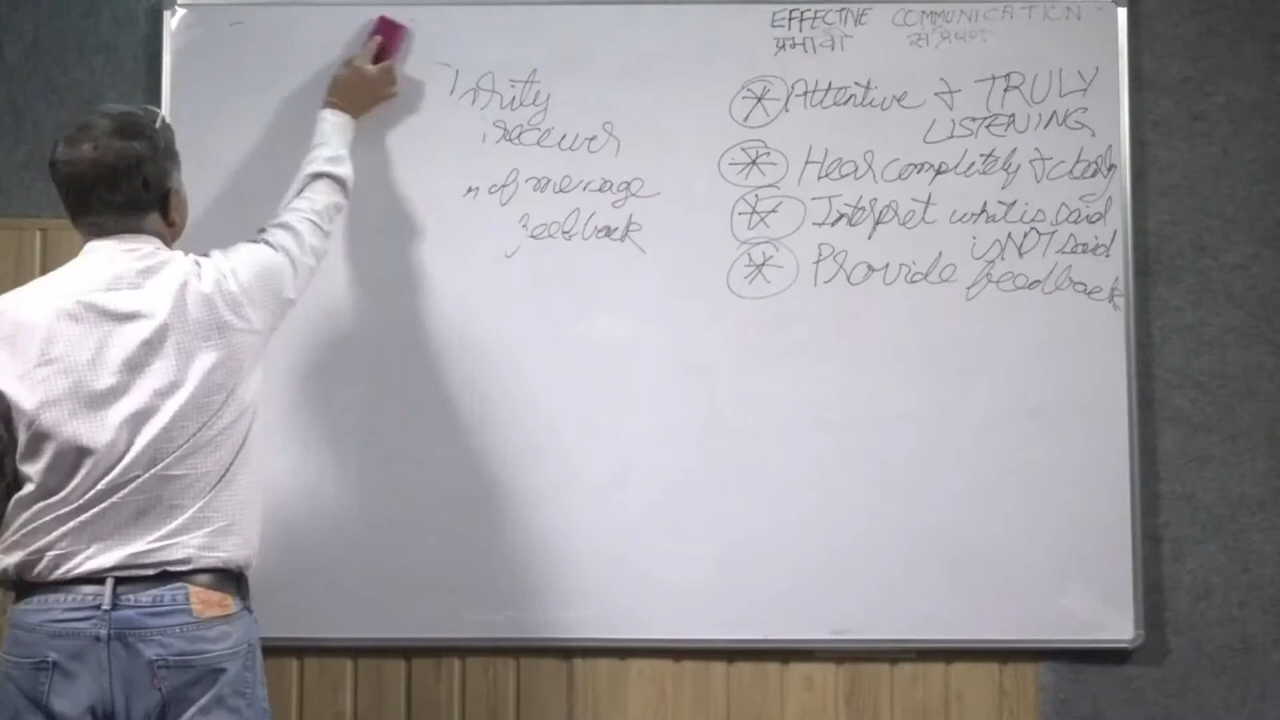 EFFECTIVE COMMUNICATION
प्रभावी संप्रेषण
receiver
of message
feedback
Attentive & TRULY
LISTENING
Hear completely & closely
Interpret what is said
is NOT said
Provide feedback